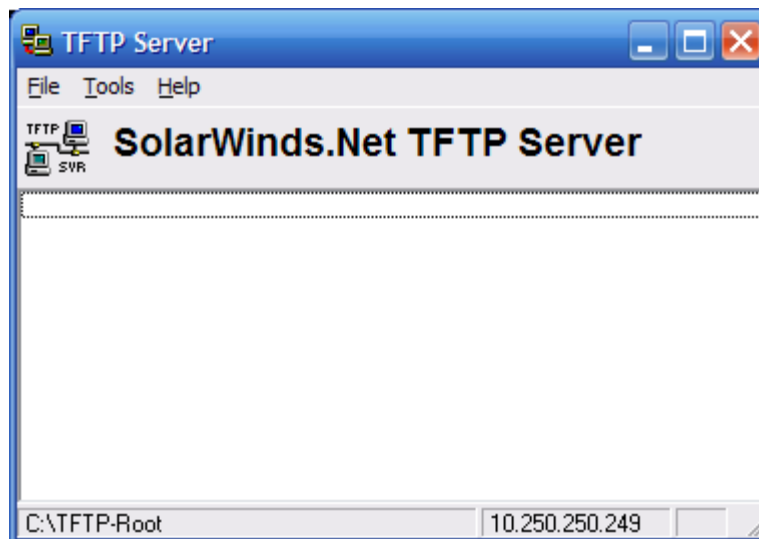 TFTP Server
File Tools Help
TFTP
SVR
SolarWinds.Net TFTP Server
C:\TFTP-Root 10.250.250.249